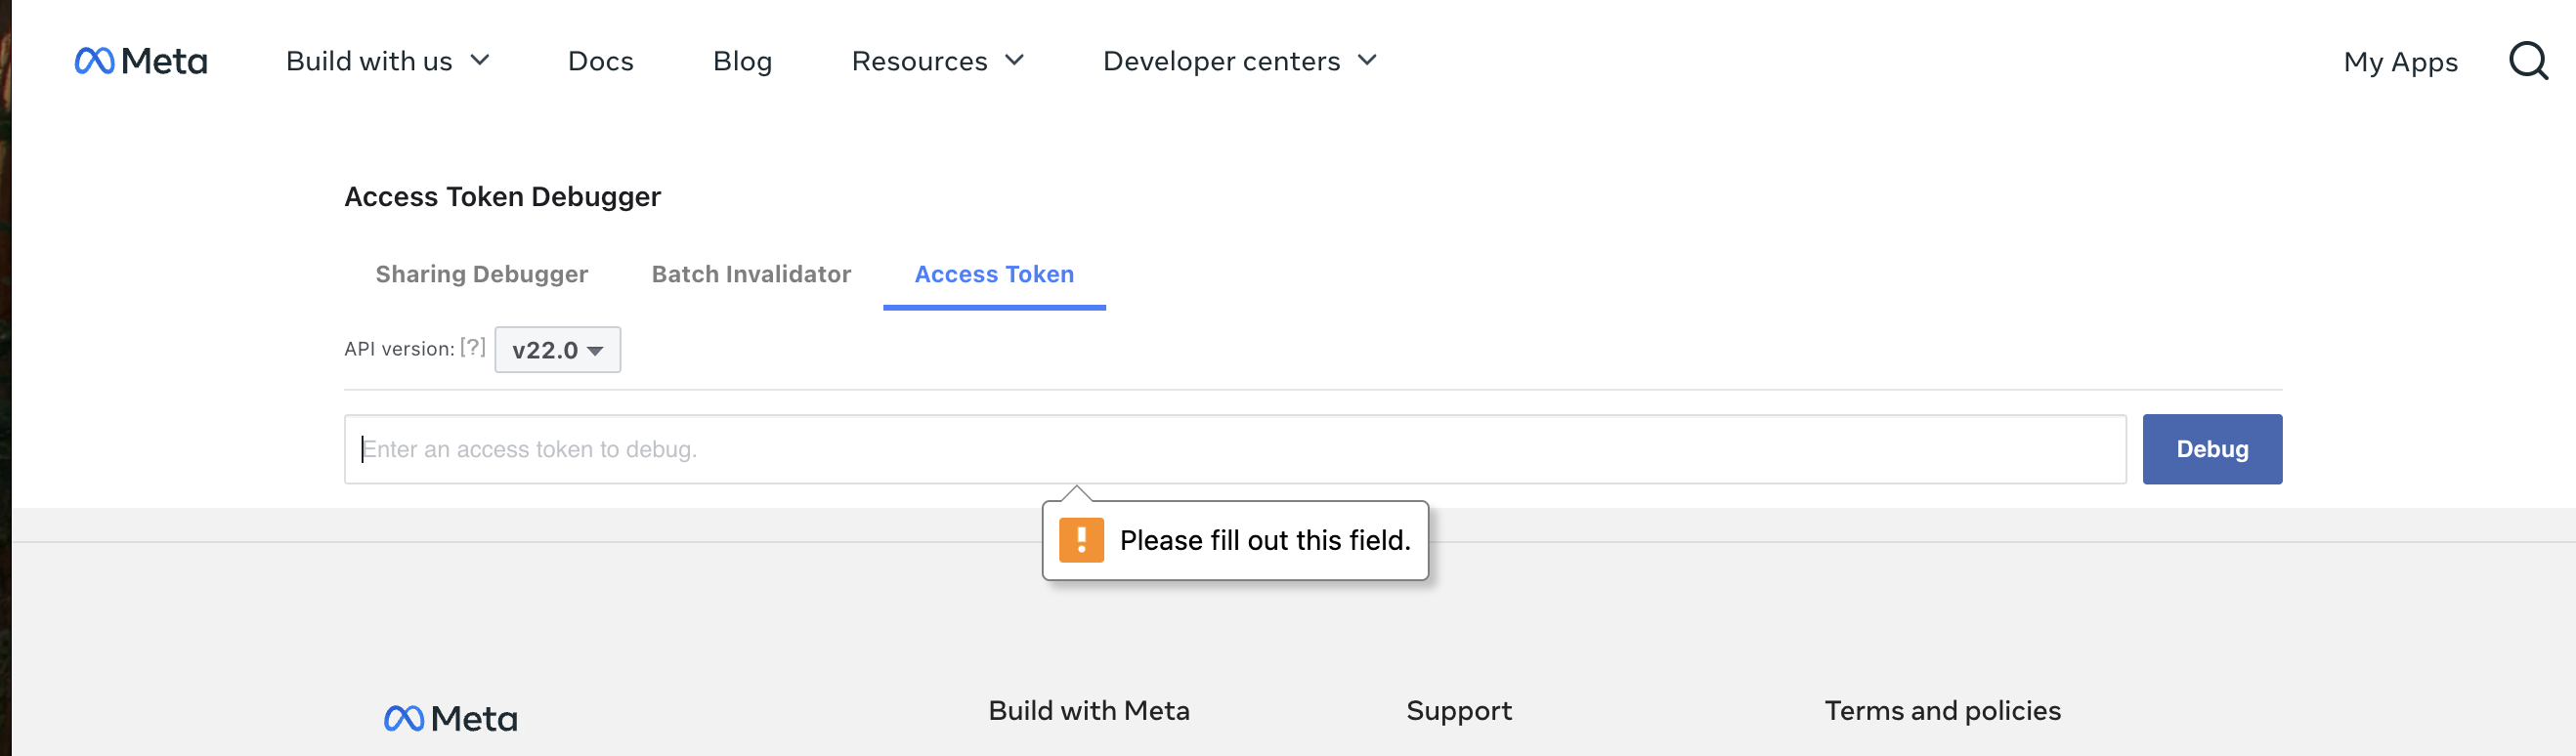 Meta Build with us Docs Blog Resources Developer centers My Apps
Access Token Debugger
Sharing Debugger Batch Invalidator Access Token
API version: [?] v22.0
Enter an access token to debug. Debug
! Please fill out this field.
Meta Build with Meta Support Terms and policies